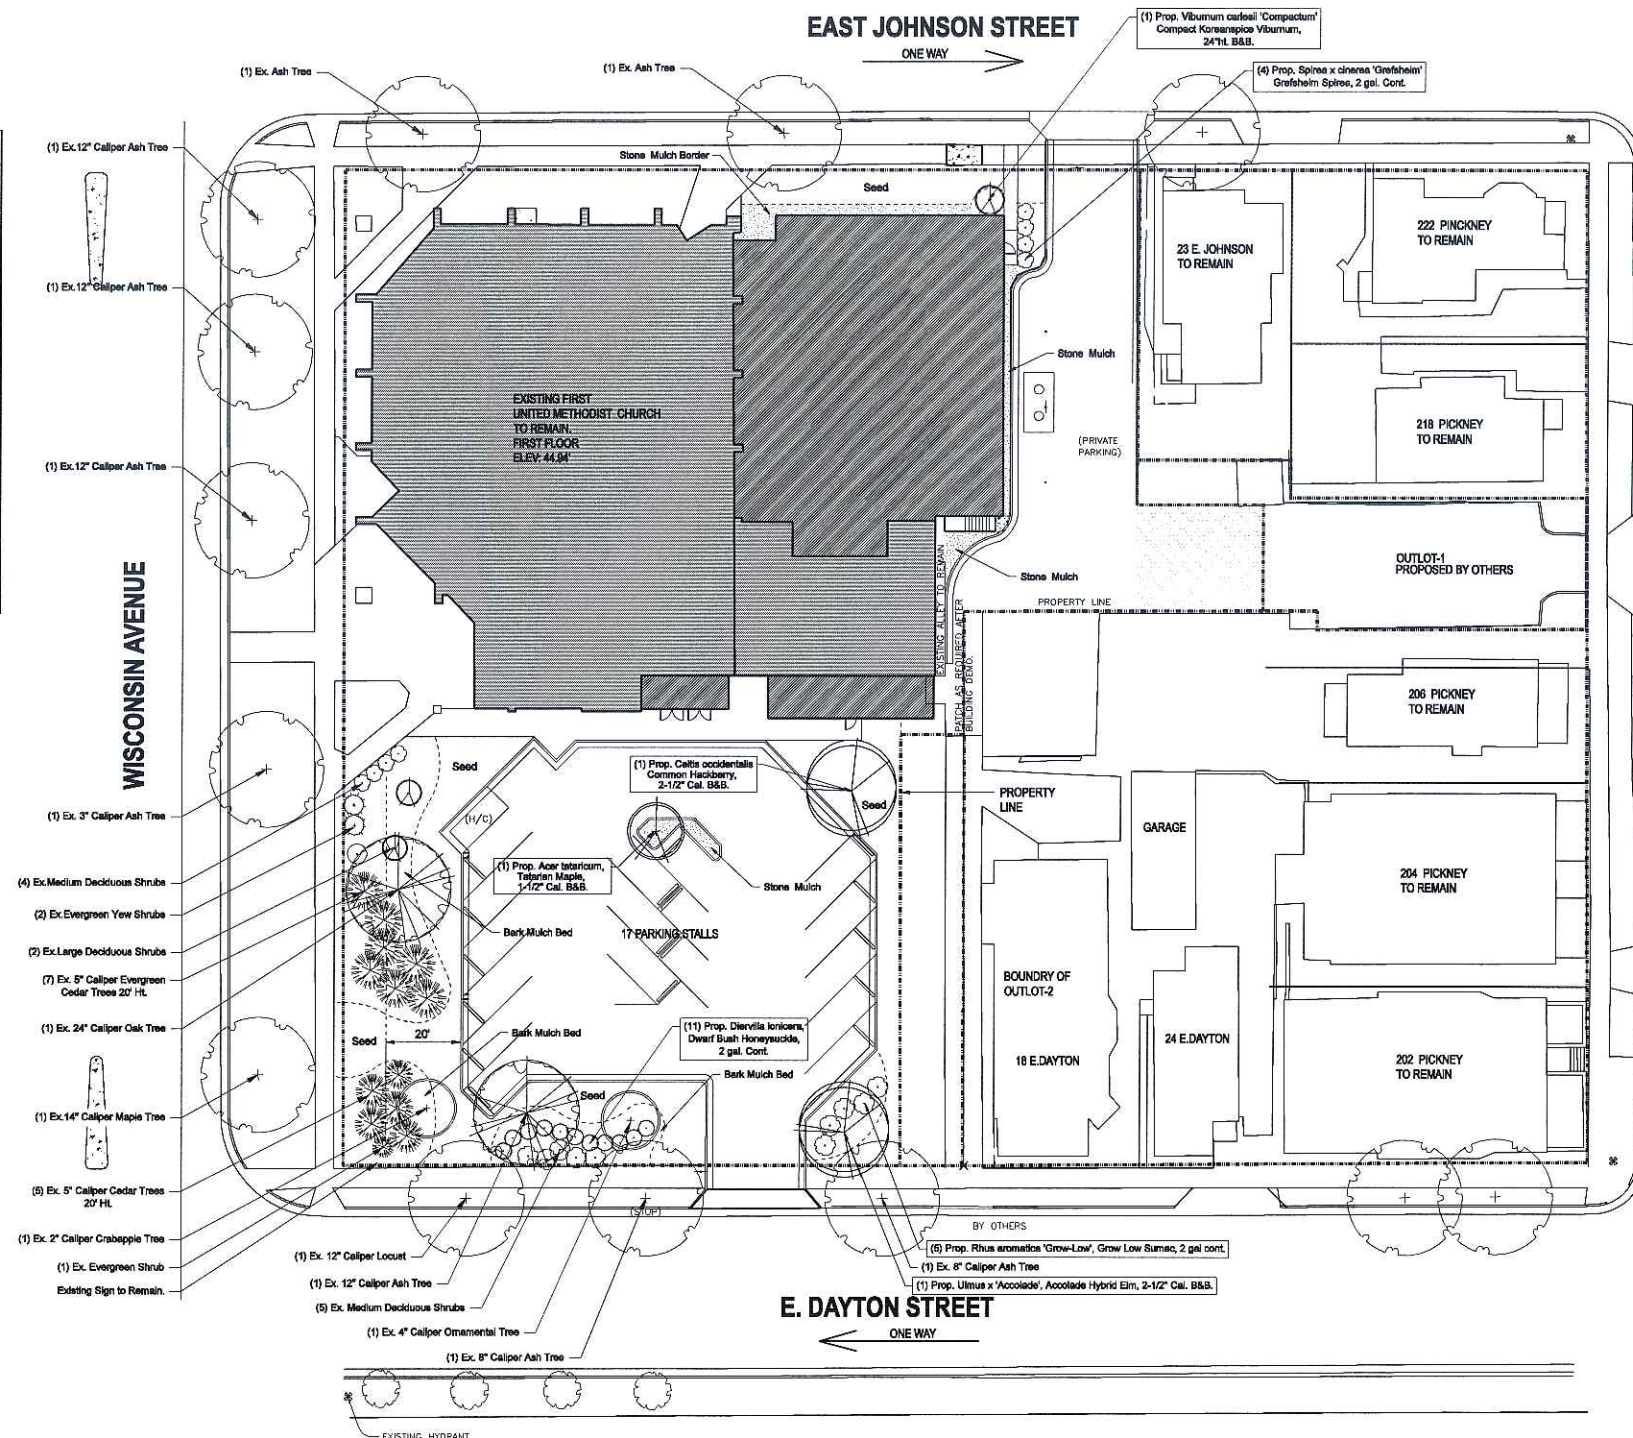 EAST JOHNSON STREET
ONE WAY
(1) Prop. Viburnum carlesii 'Compactum'
Compact Koreanspice Viburnum,
24"ht. B&B.
(4) Prop. Spirea x cinerea 'Grefsheim'
Grefsheim Spirea, 2 gal. Cont.
(1) Ex. Ash Tree
(1) Ex. Ash Tree
(1) Ex.12" Caliper Ash Tree
Stone Mulch Border
Seed
23 E. JOHNSON
TO REMAIN
222 PINCKNEY
TO REMAIN
(1) Ex.12" Caliper Ash Tree
Stone Mulch
EXISTING FIRST
UNITED METHODIST CHURCH
TO REMAIN.
FIRST FLOOR
ELEV: 44.94'
(PRIVATE
PARKING)
218 PICKNEY
TO REMAIN
(1) Ex.12" Caliper Ash Tree
WISCONSIN AVENUE
Stone Mulch
OUTLOT-1
PROPOSED BY OTHERS
PROPERTY LINE
EXISTING ALLEY TO REMAIN
PATCH AS REQUIRED AFTER
BUILDING DEMO.
206 PICKNEY
TO REMAIN
Seed
(1) Prop. Celtis occidentalis
Common Hackberry,
2-1/2" Cal. B&B.
Seed
PROPERTY
LINE
GARAGE
(1) Ex. 3" Caliper Ash Tree
(H/C)
(1) Prop. Acer tataricum,
Tatarian Maple,
1-1/2" Cal. B&B.
Stone Mulch
204 PICKNEY
TO REMAIN
(4) Ex.Medium Deciduous Shrubs
(2) Ex.Evergreen Yew Shrubs
Bark Mulch Bed
17 PARKING STALLS
(2) Ex.Large Deciduous Shrubs
(7) Ex. 5" Caliper Evergreen
Cedar Trees 20' Ht.
BOUNDRY OF
OUTLOT-2
(1) Ex. 24" Caliper Oak Tree
Seed
20'
Bark Mulch Bed
(11) Prop. Diervilla lonicera,
Dwarf Bush Honeysuckle,
2 gal. Cont.
18 E.DAYTON
24 E.DAYTON
202 PICKNEY
TO REMAIN
Bark Mulch Bed
Seed
(1) Ex.14" Caliper Maple Tree
(5) Ex. 5" Caliper Cedar Trees
20' Ht.
(STOP)
BY OTHERS
(1) Ex. 2" Caliper Crabapple Tree
(1) Ex. 12" Caliper Locust
(1) Ex. Evergreen Shrub
(1) Ex. 8" Caliper Ash Tree
(1) Ex. 12" Caliper Ash Tree
Existing Sign to Remain.
(1) Prop. Ulmus x 'Accolade', Accolade Hybrid Elm, 2-1/2" Cal. B&B.
(5) Ex. Medium Deciduous Shrubs
E. DAYTON STREET
ONE WAY
(1) Ex. 4" Caliper Ornamental Tree
(1) Ex. 8" Caliper Ash Tree
EXISTING HYDRANT